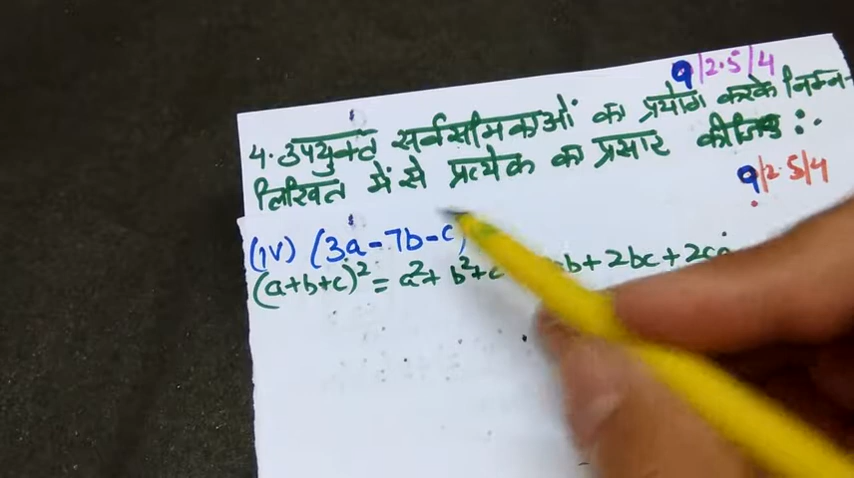 9/2.5/4
4. उपयुक्त सर्वसमीकाओं का प्रयोग करके निम्न-
लिखित में से प्रत्येक का प्रसार कीजिए :-
9/2.5/4
(iv) (3a-7b-c)
(a+b+c)² = a² + b² + c b + 2bc + 2ca